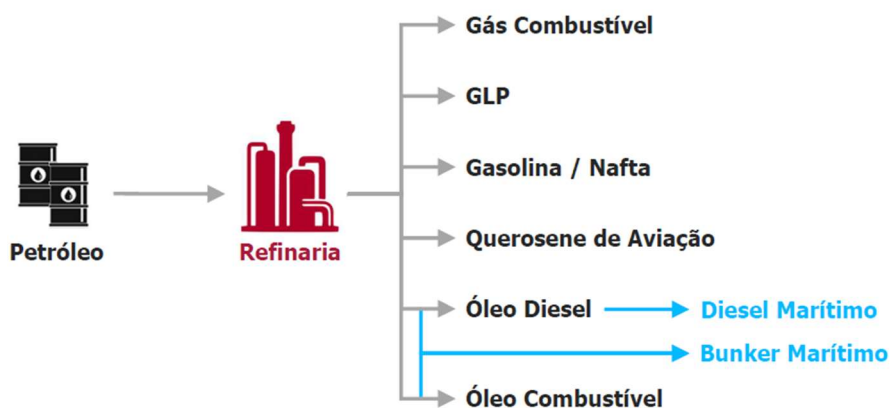 Petróleo
Refinaria
Gás Combustível
GLP
Gasolina / Nafta
Querosene de Aviação
Óleo Diesel
Diesel Marítimo
Bunker Marítimo
Óleo Combustível